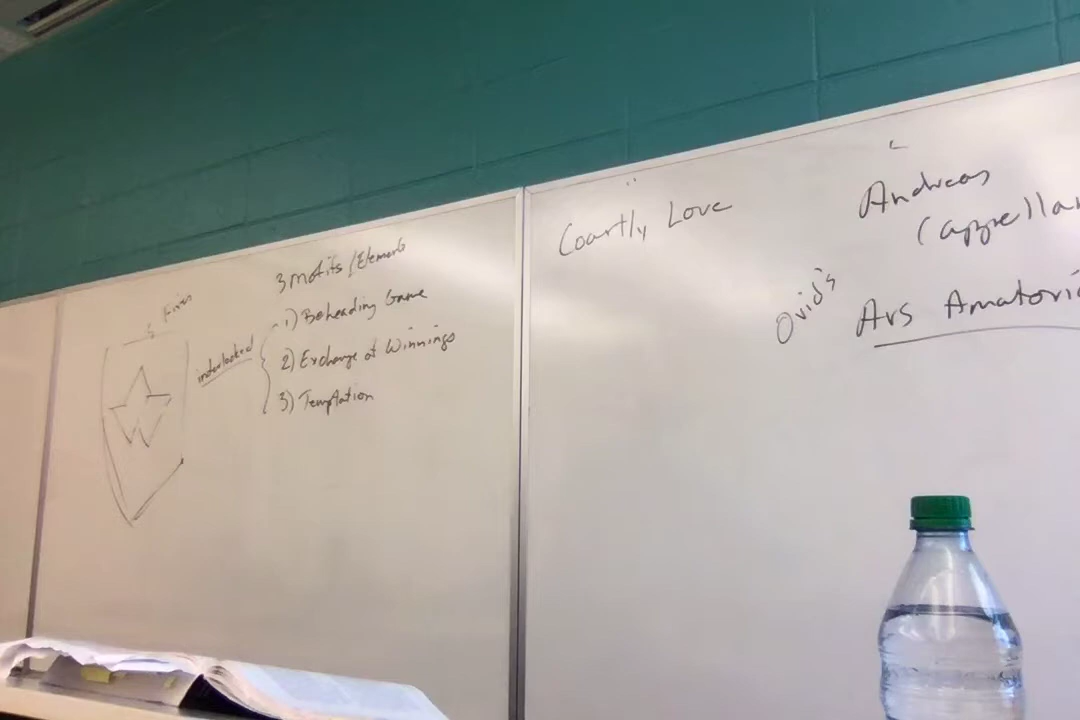 3 Motifs/Elements
interlocked
1) Beheading Game
2) Exchange of Winnings
3) Temptation
Courtly Love
Andreas
Cappellan
Ovid's
Ars Amatori